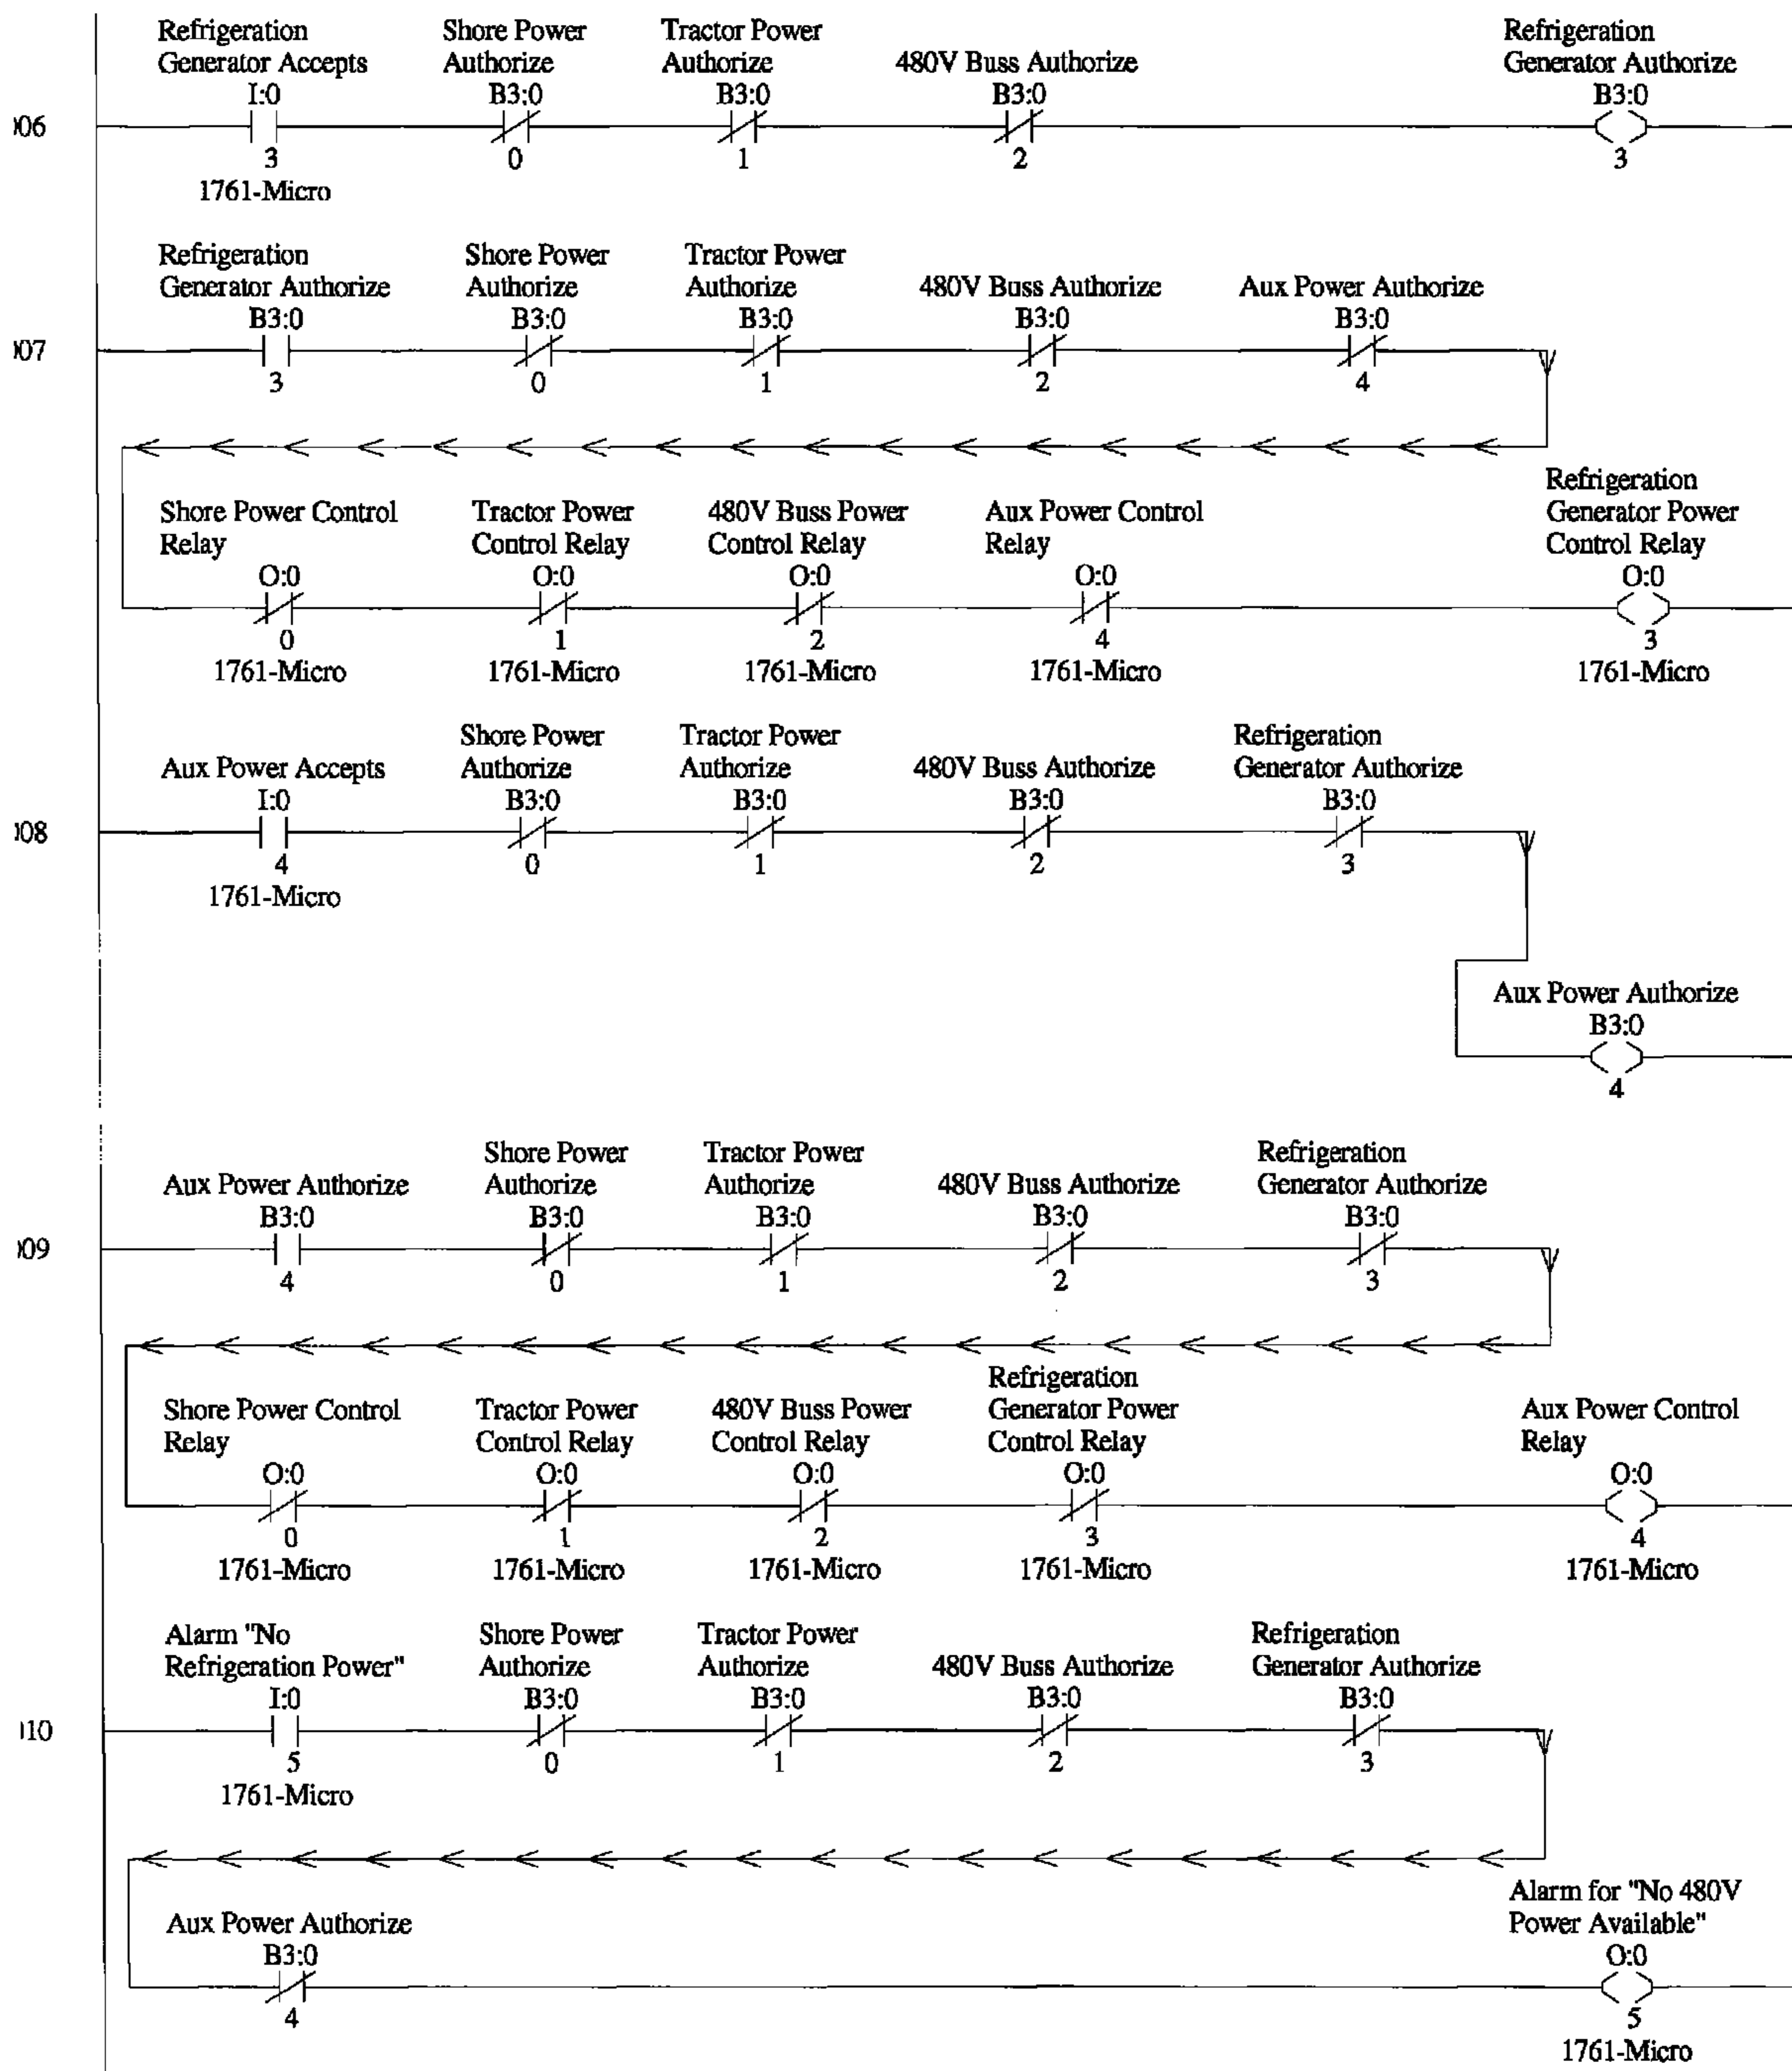 Refrigeration
Generator Accepts
Shore Power
Authorize
Tractor Power
Authorize
480V Buss Authorize
Refrigeration
Generator Authorize
I:0 B3:0 B3:0 B3:0 B3:0
)06
3 0 1 2 3
1761-Micro
Refrigeration
Generator Authorize
Shore Power
Authorize
Tractor Power
Authorize
480V Buss Authorize
Aux Power Authorize
B3:0 B3:0 B3:0 B3:0 B3:0
)07
3 0 1 2 4
Shore Power Control
Relay
Tractor Power
Control Relay
480V Buss Power
Control Relay
Aux Power Control
Relay
Refrigeration
Generator Power
Control Relay
O:0 O:0 O:0 O:0 O:0
0 1 2 4 3
1761-Micro 1761-Micro 1761-Micro 1761-Micro 1761-Micro
Aux Power Accepts
Shore Power
Authorize
Tractor Power
Authorize
480V Buss Authorize
Refrigeration
Generator Authorize
I:0 B3:0 B3:0 B3:0 B3:0
)08
4 0 1 2 3
1761-Micro
Aux Power Authorize
B3:0
4
Aux Power Authorize
Shore Power
Authorize
Tractor Power
Authorize
480V Buss Authorize
Refrigeration
Generator Authorize
B3:0 B3:0 B3:0 B3:0 B3:0
)09
4 0 1 2 3
Shore Power Control
Relay
Tractor Power
Control Relay
480V Buss Power
Control Relay
Refrigeration
Generator Power
Control Relay
Aux Power Control
Relay
O:0 O:0 O:0 O:0 O:0
0 1 2 3 4
1761-Micro 1761-Micro 1761-Micro 1761-Micro 1761-Micro
Alarm "No
Refrigeration Power"
Shore Power
Authorize
Tractor Power
Authorize
480V Buss Authorize
Refrigeration
Generator Authorize
I:0 B3:0 B3:0 B3:0 B3:0
)10
5 0 1 2 3
1761-Micro
Aux Power Authorize
B3:0
4
Alarm for "No 480V
Power Available"
O:0
5
1761-Micro